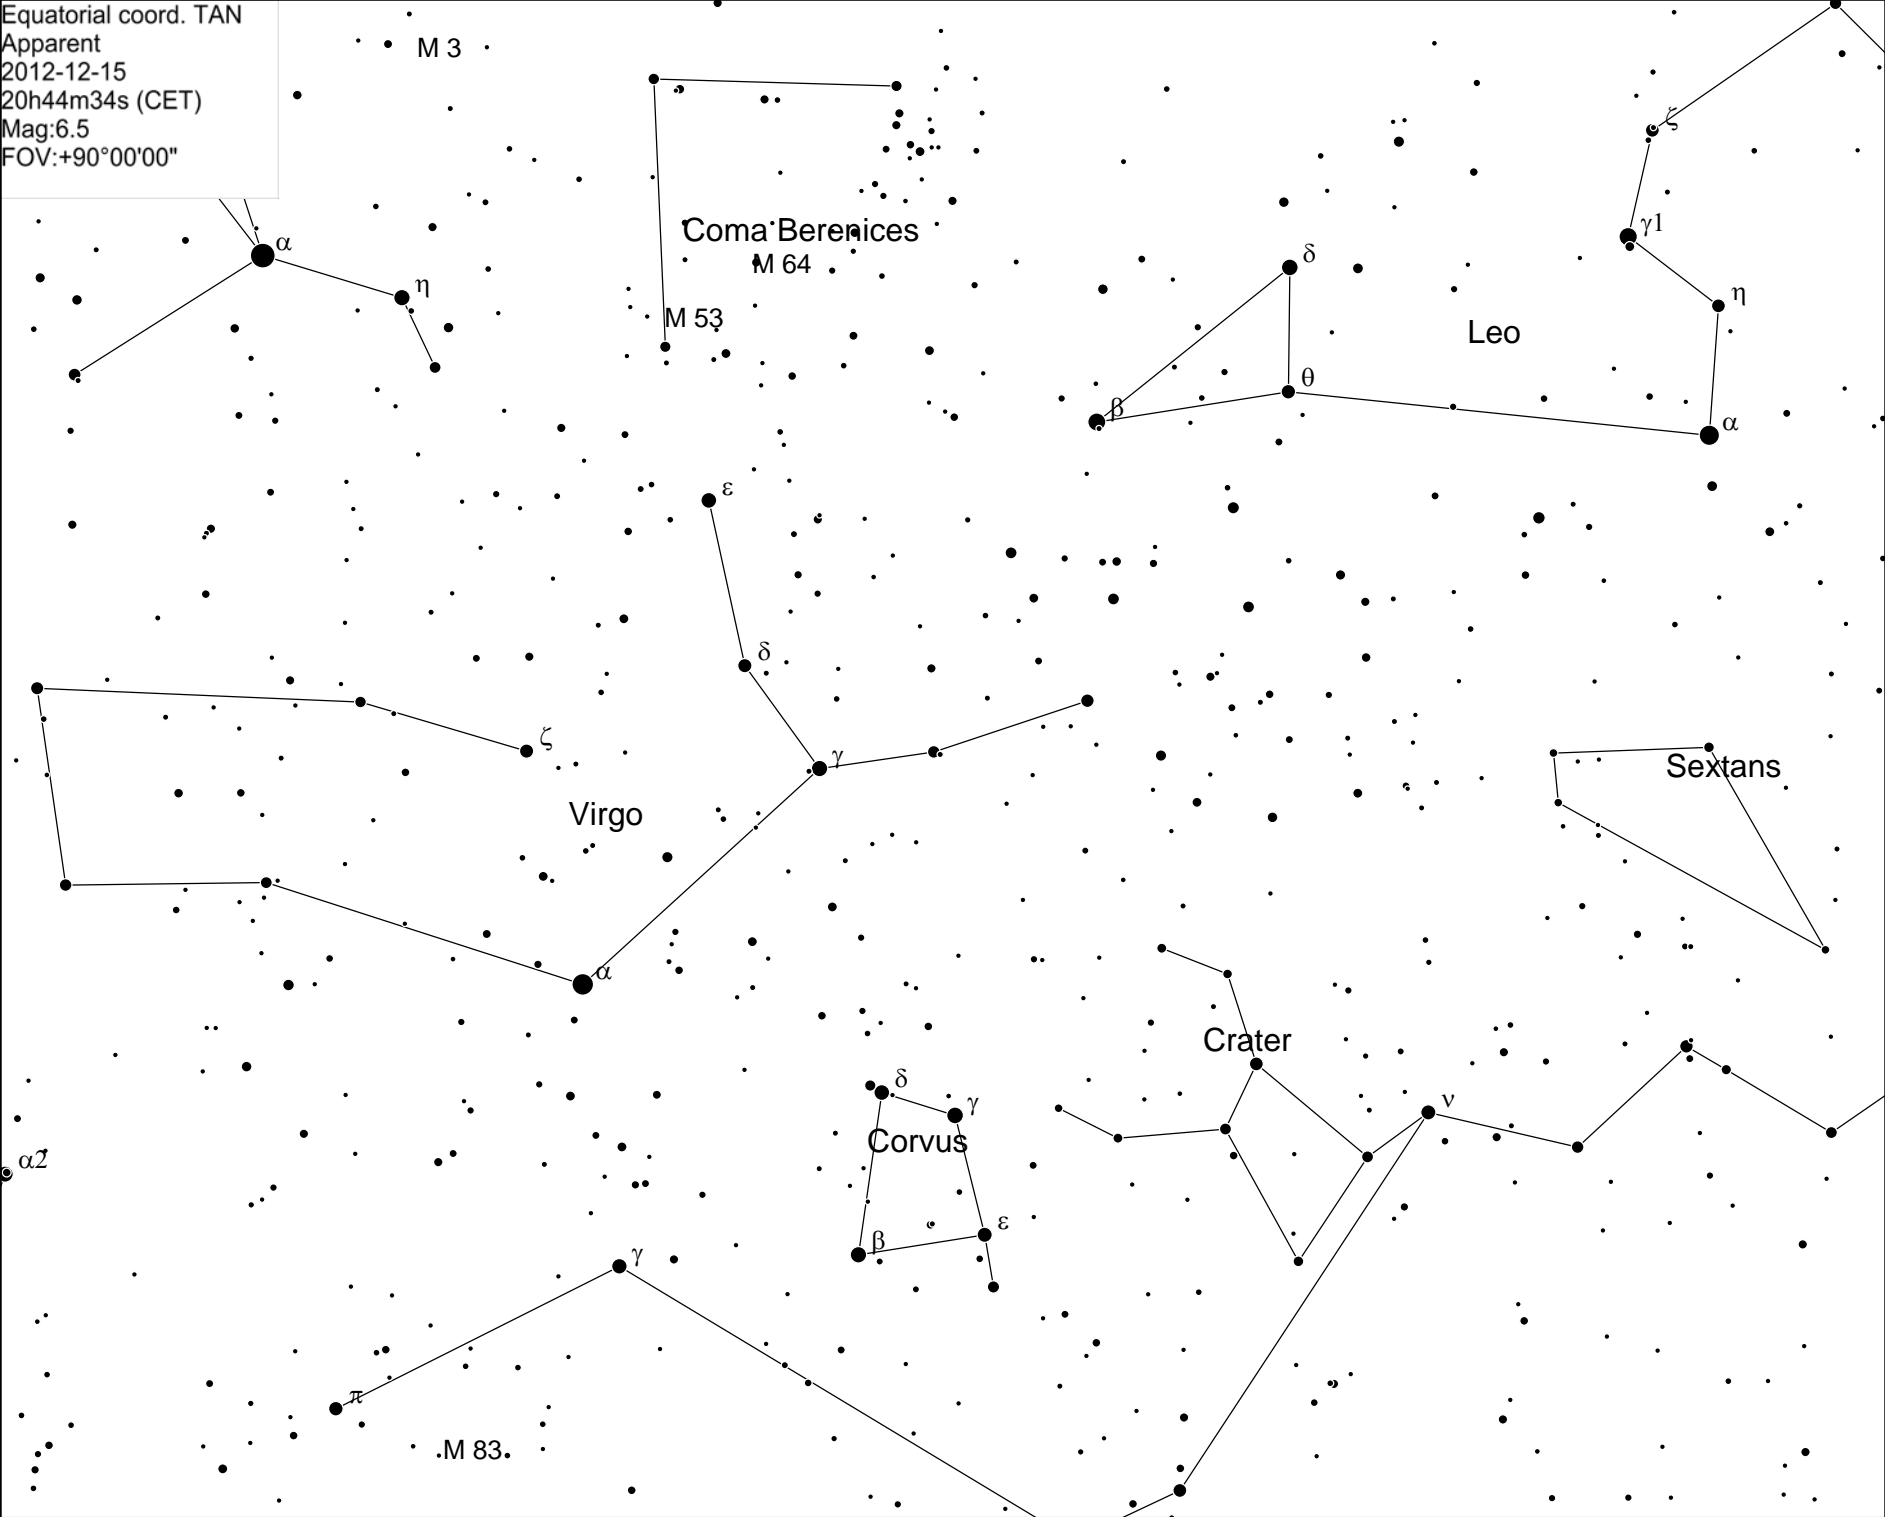 Equatorial coord. TAN
Apparent
2012-12-15
20h44m34s (CET)
Mag:6.5
FOV:+90°00'00"
M 3
ζ
γ1
α
Coma Berenices
M 64
δ
η
η
M 53
Leo
θ
β
α
ε
δ
ζ
γ
Sextans
Virgo
α
Crater
δ
γ
ν
Corvus
α2
ε
β
γ
π
M 83